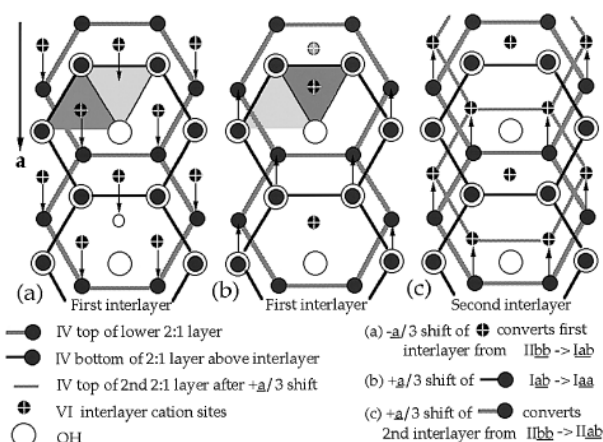 a
(a)
First interlayer
(b)
First interlayer
(c)
Second interlayer
IV top of lower 2:1 layer
IV bottom of 2:1 layer above interlayer
IV top of 2nd 2:1 layer after +a/3 shift
VI interlayer cation sites
OH
(a) -a/3 shift of converts first
interlayer from IIbb -> Iab
(b) +a/3 shift of Iab -> Iaa
(c) +a/3 shift of converts
2nd interlayer from IIbb -> IIab